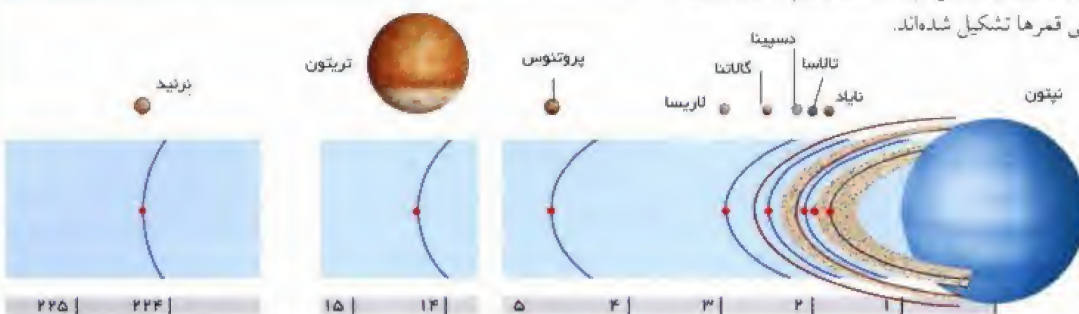 قمرها تشکیل شده‌اند.
نپتون
نایاد
تالاسا
دسپینا
گالاتنا
لاریسا
پروتئوس
تریتون
نرئید
۱
۲
۳
۴
۵
۱۴
۱۵
۲۲۴
۲۲۵